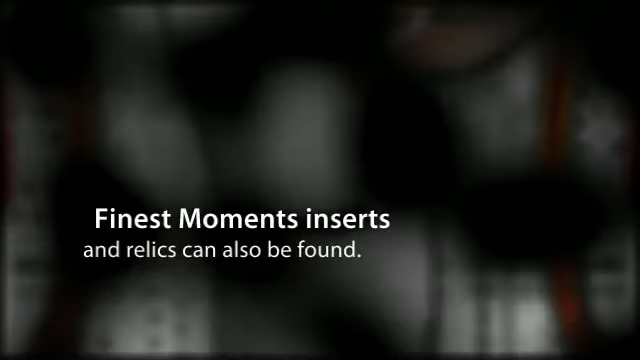 Finest Moments inserts
and relics can also be found.